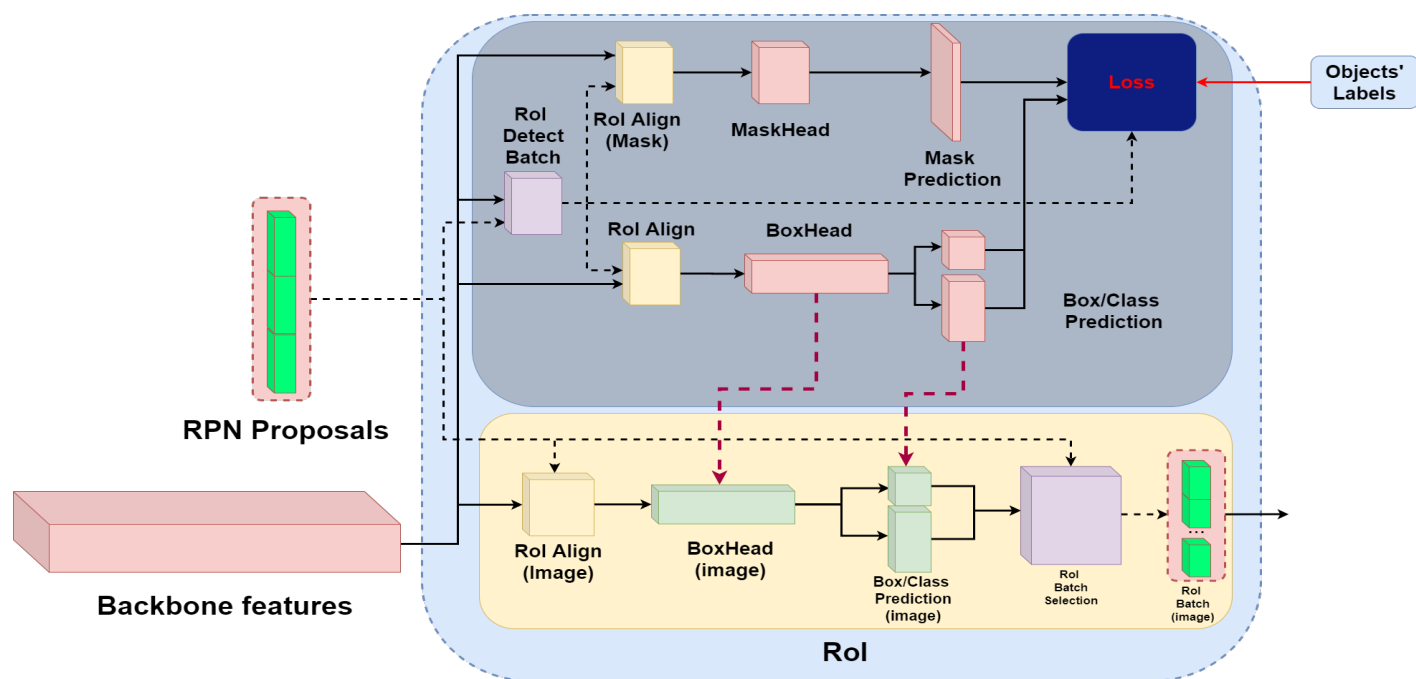 Loss
Objects'
Labels
RoI Align
(Mask)
MaskHead
RoI
Detect
Batch
Mask
Prediction
RoI Align
BoxHead
Box/Class
Prediction
RPN Proposals
Backbone features
RoI Align
(Image)
BoxHead
(image)
Box/Class
Prediction
(image)
RoI
Batch
Selection
...
RoI
Batch
(image)
RoI